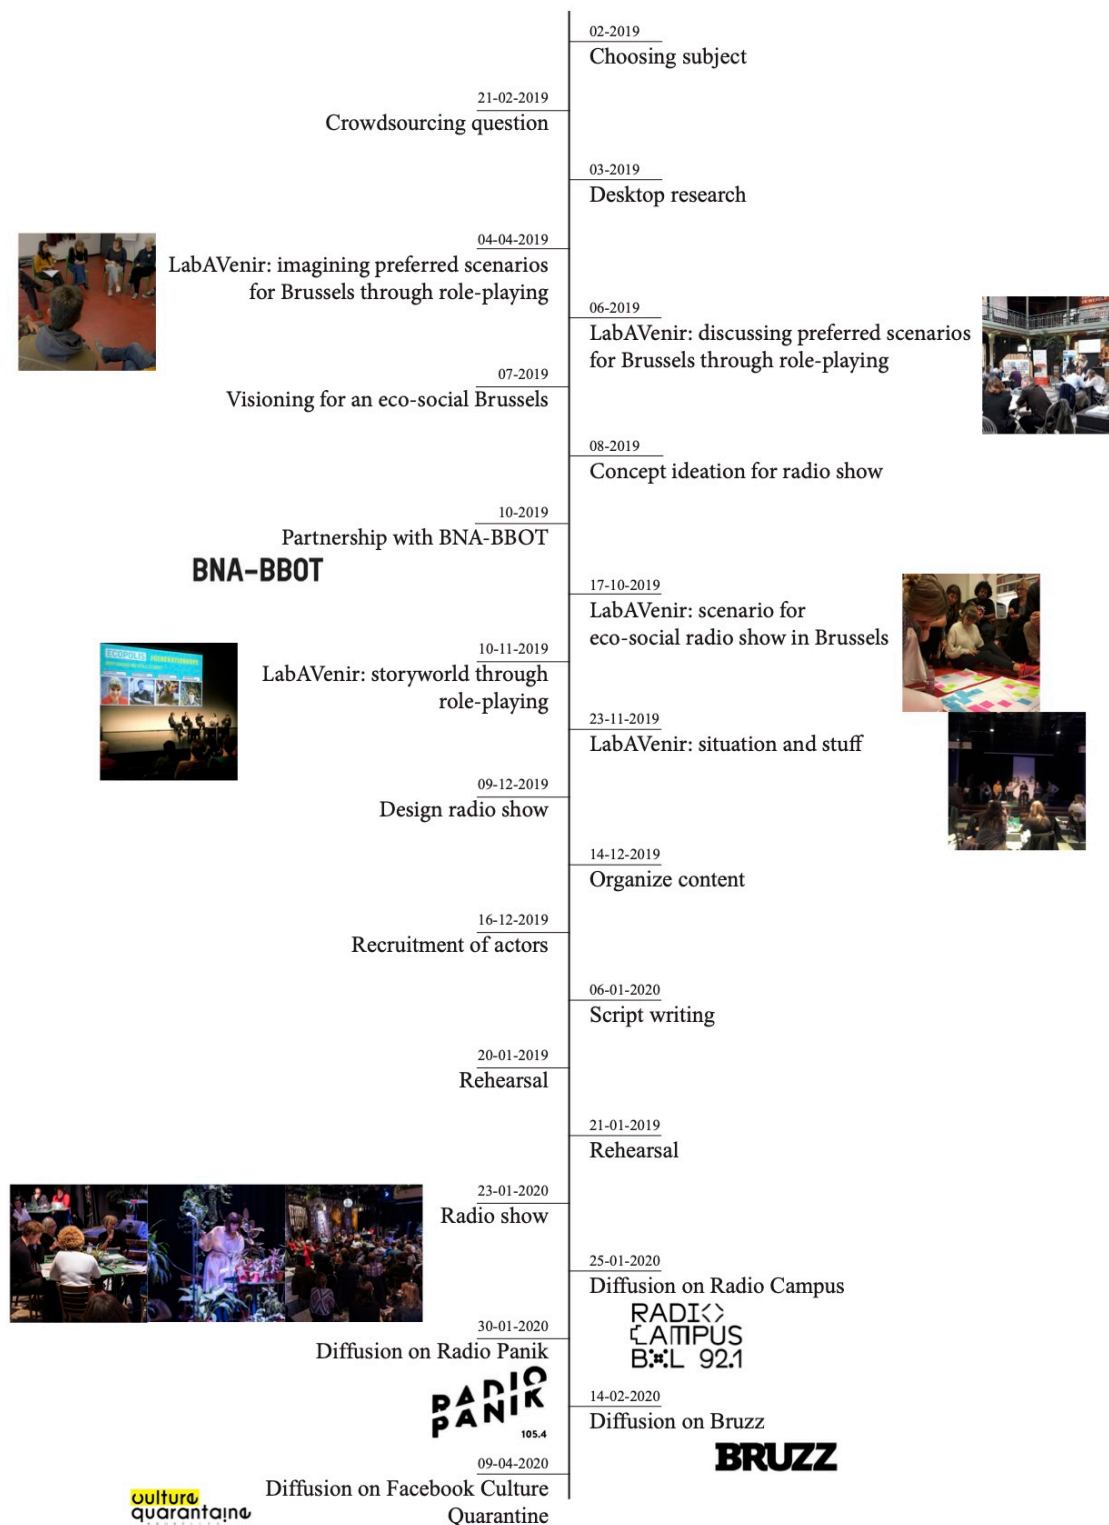 02-2019
Choosing subject
21-02-2019
Crowdsourcing question
03-2019
Desktop research
04-04-2019
LabAVenir: imagining preferred scenarios
for Brussels through role-playing
06-2019
LabAVenir: discussing preferred scenarios
for Brussels through role-playing
07-2019
Visioning for an eco-social Brussels
08-2019
Concept ideation for radio show
10-2019
Partnership with BNA-BBOT
BNA-BBOT
17-10-2019
LabAVenir: scenario for
eco-social radio show in Brussels
10-11-2019
LabAVenir: storyworld through
role-playing
ECOPOLIS
23-11-2019
LabAVenir: situation and stuff
09-12-2019
Design radio show
14-12-2019
Organize content
16-12-2019
Recruitment of actors
06-01-2020
Script writing
20-01-2019
Rehearsal
21-01-2019
Rehearsal
23-01-2020
Radio show
25-01-2020
Diffusion on Radio Campus
RADIO
CAMPUS
BXL 92.1
30-01-2020
Diffusion on Radio Panik
RADIO
PANIK
105.4
14-02-2020
Diffusion on Bruzz
BRUZZ
09-04-2020
Diffusion on Facebook Culture
Quarantine
culture
quarantaine